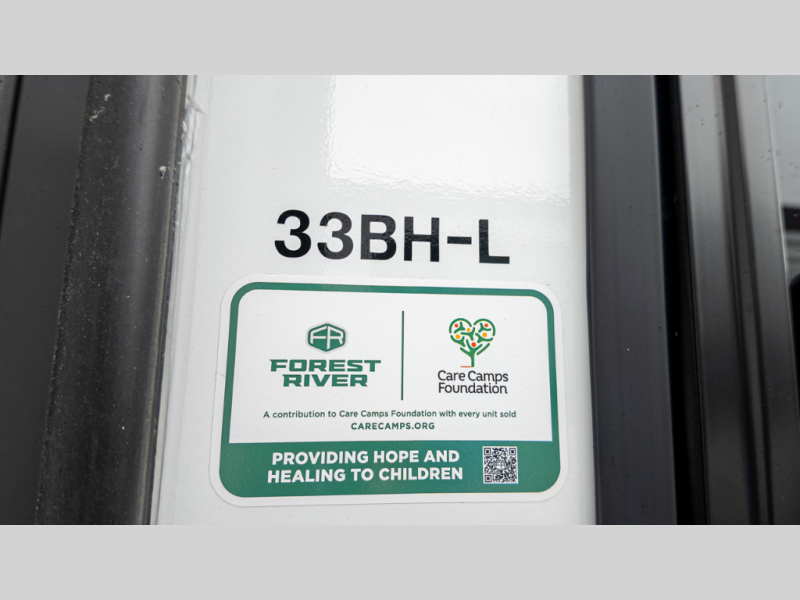 33BH-L
FR
FOREST
RIVER
Care Camps
Foundation
A contribution to Care Camps Foundation with every unit sold
CARECAMPS.ORG
PROVIDING HOPE AND
HEALING TO CHILDREN